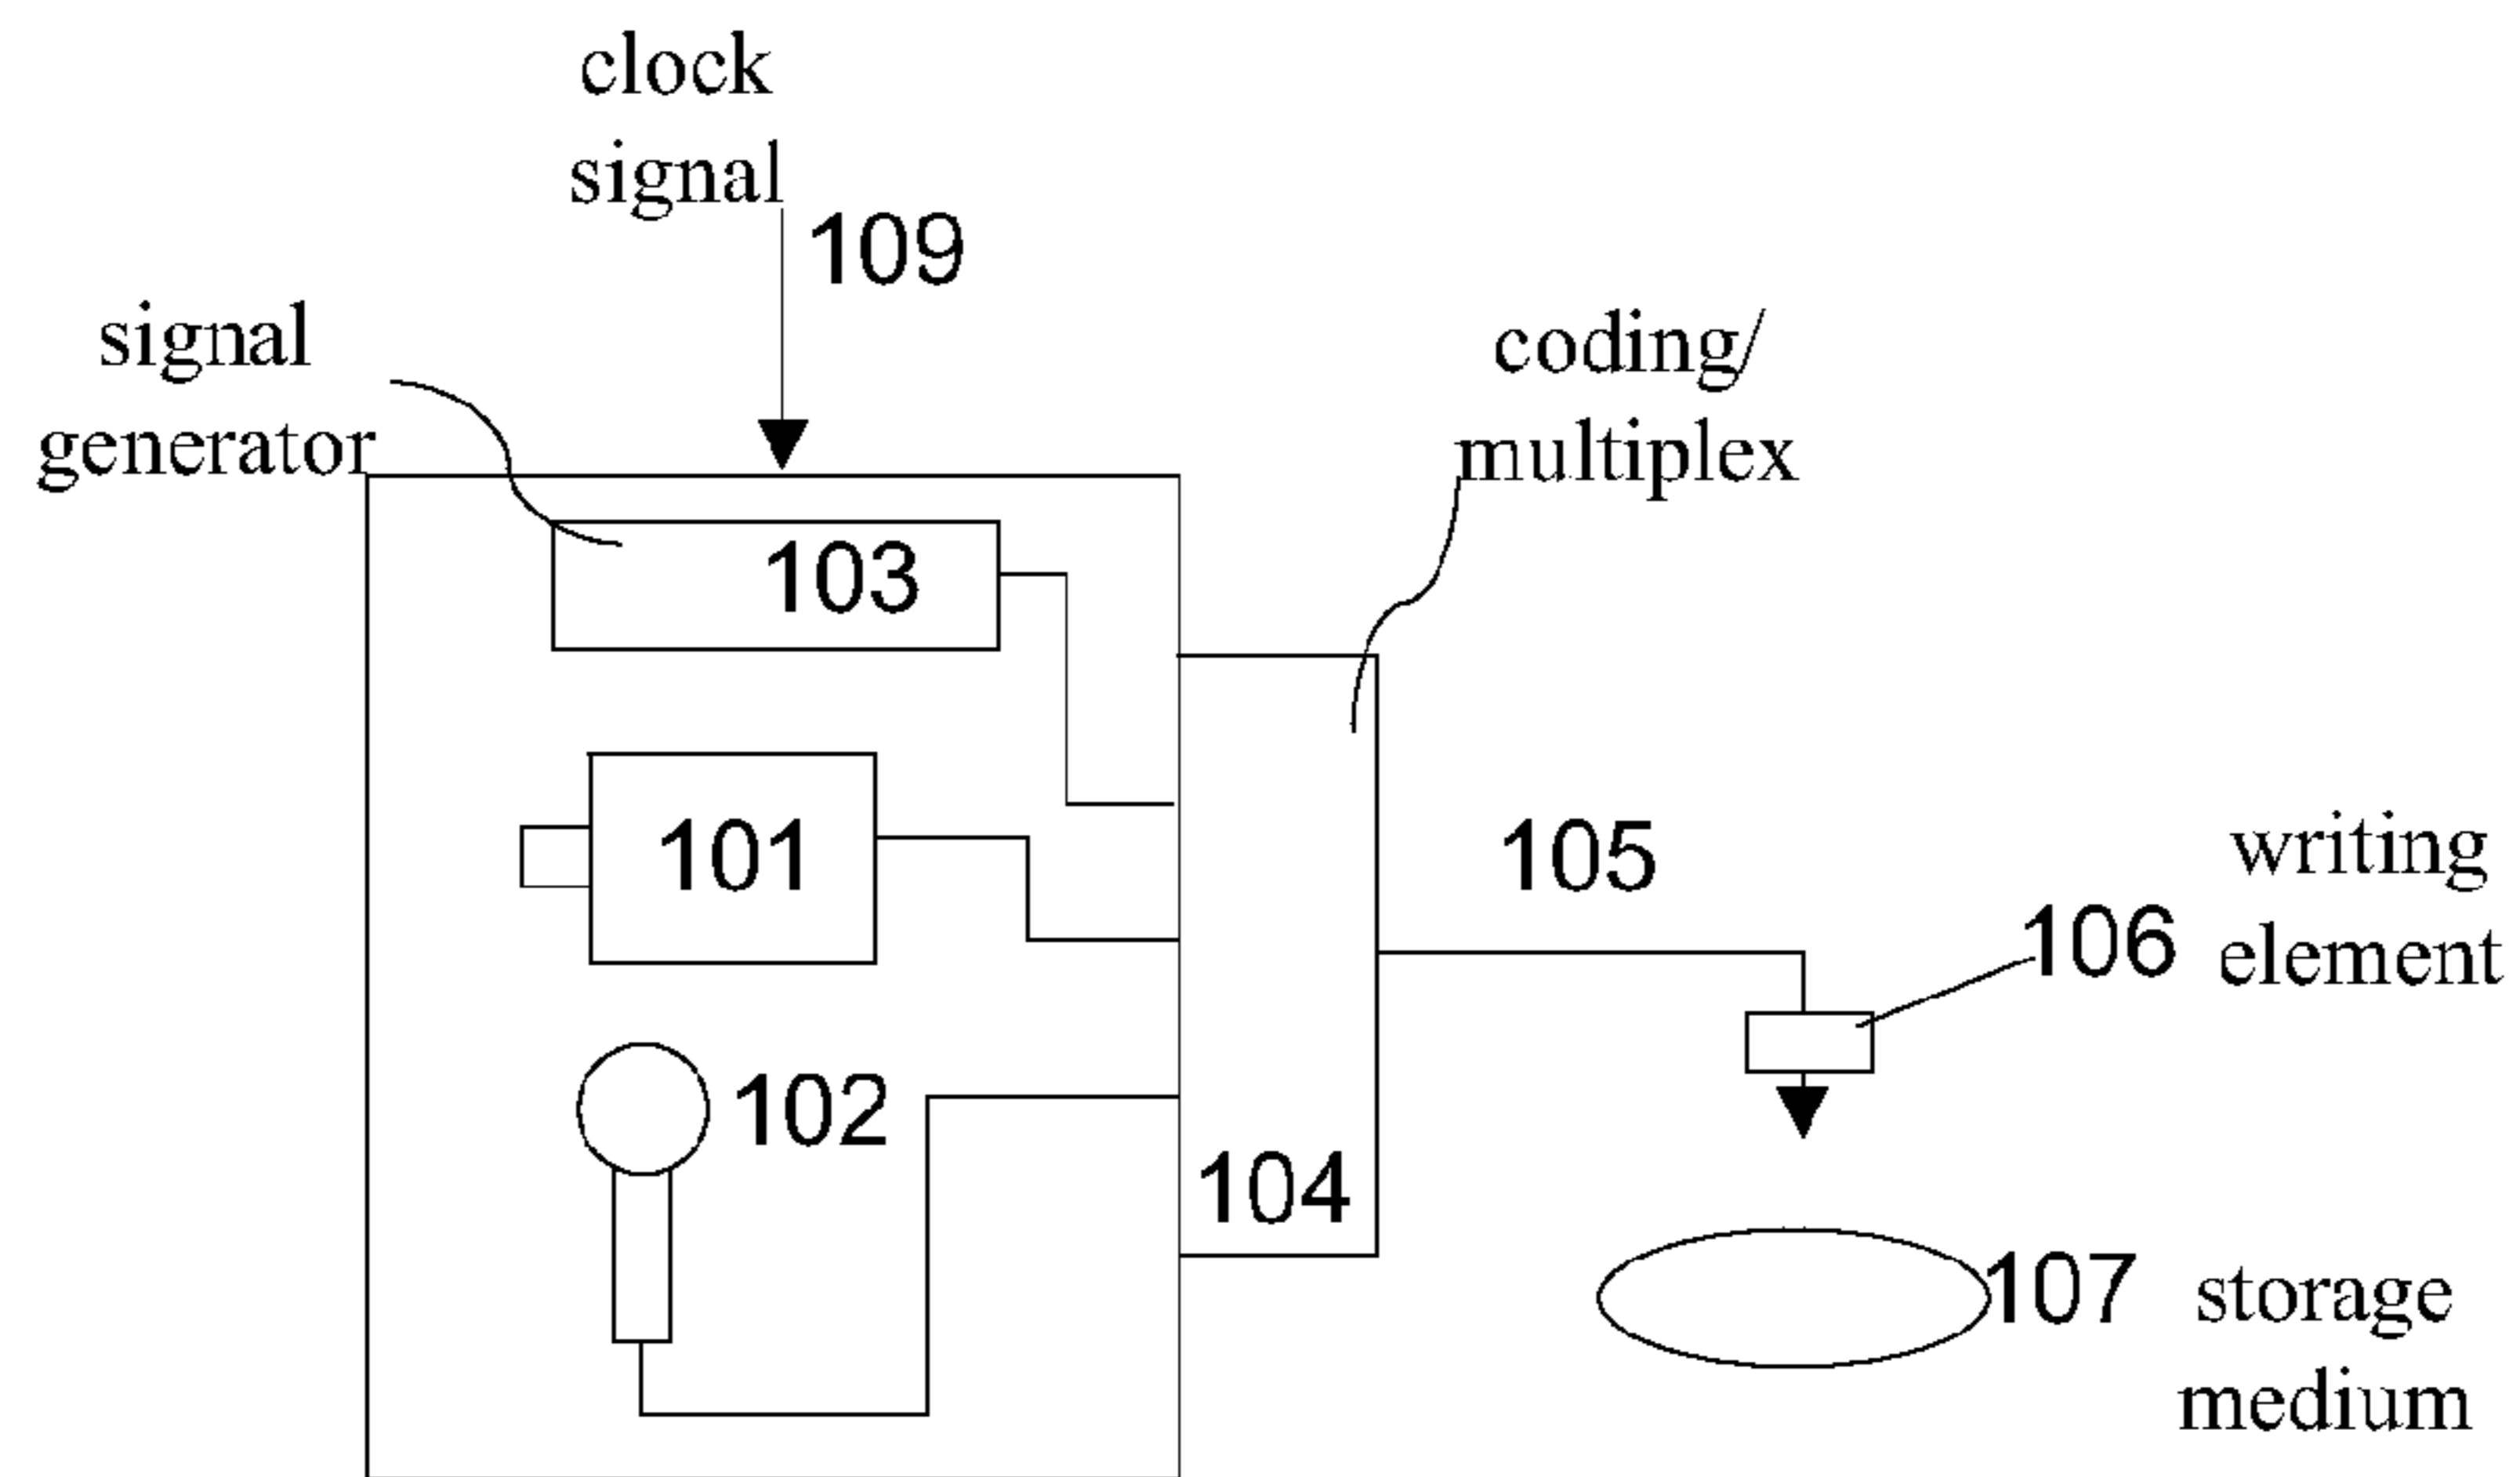 clock
signal
109
signal
generator
coding/
multiplex
103
101
105
writing
106 element
102
104
107 storage
medium